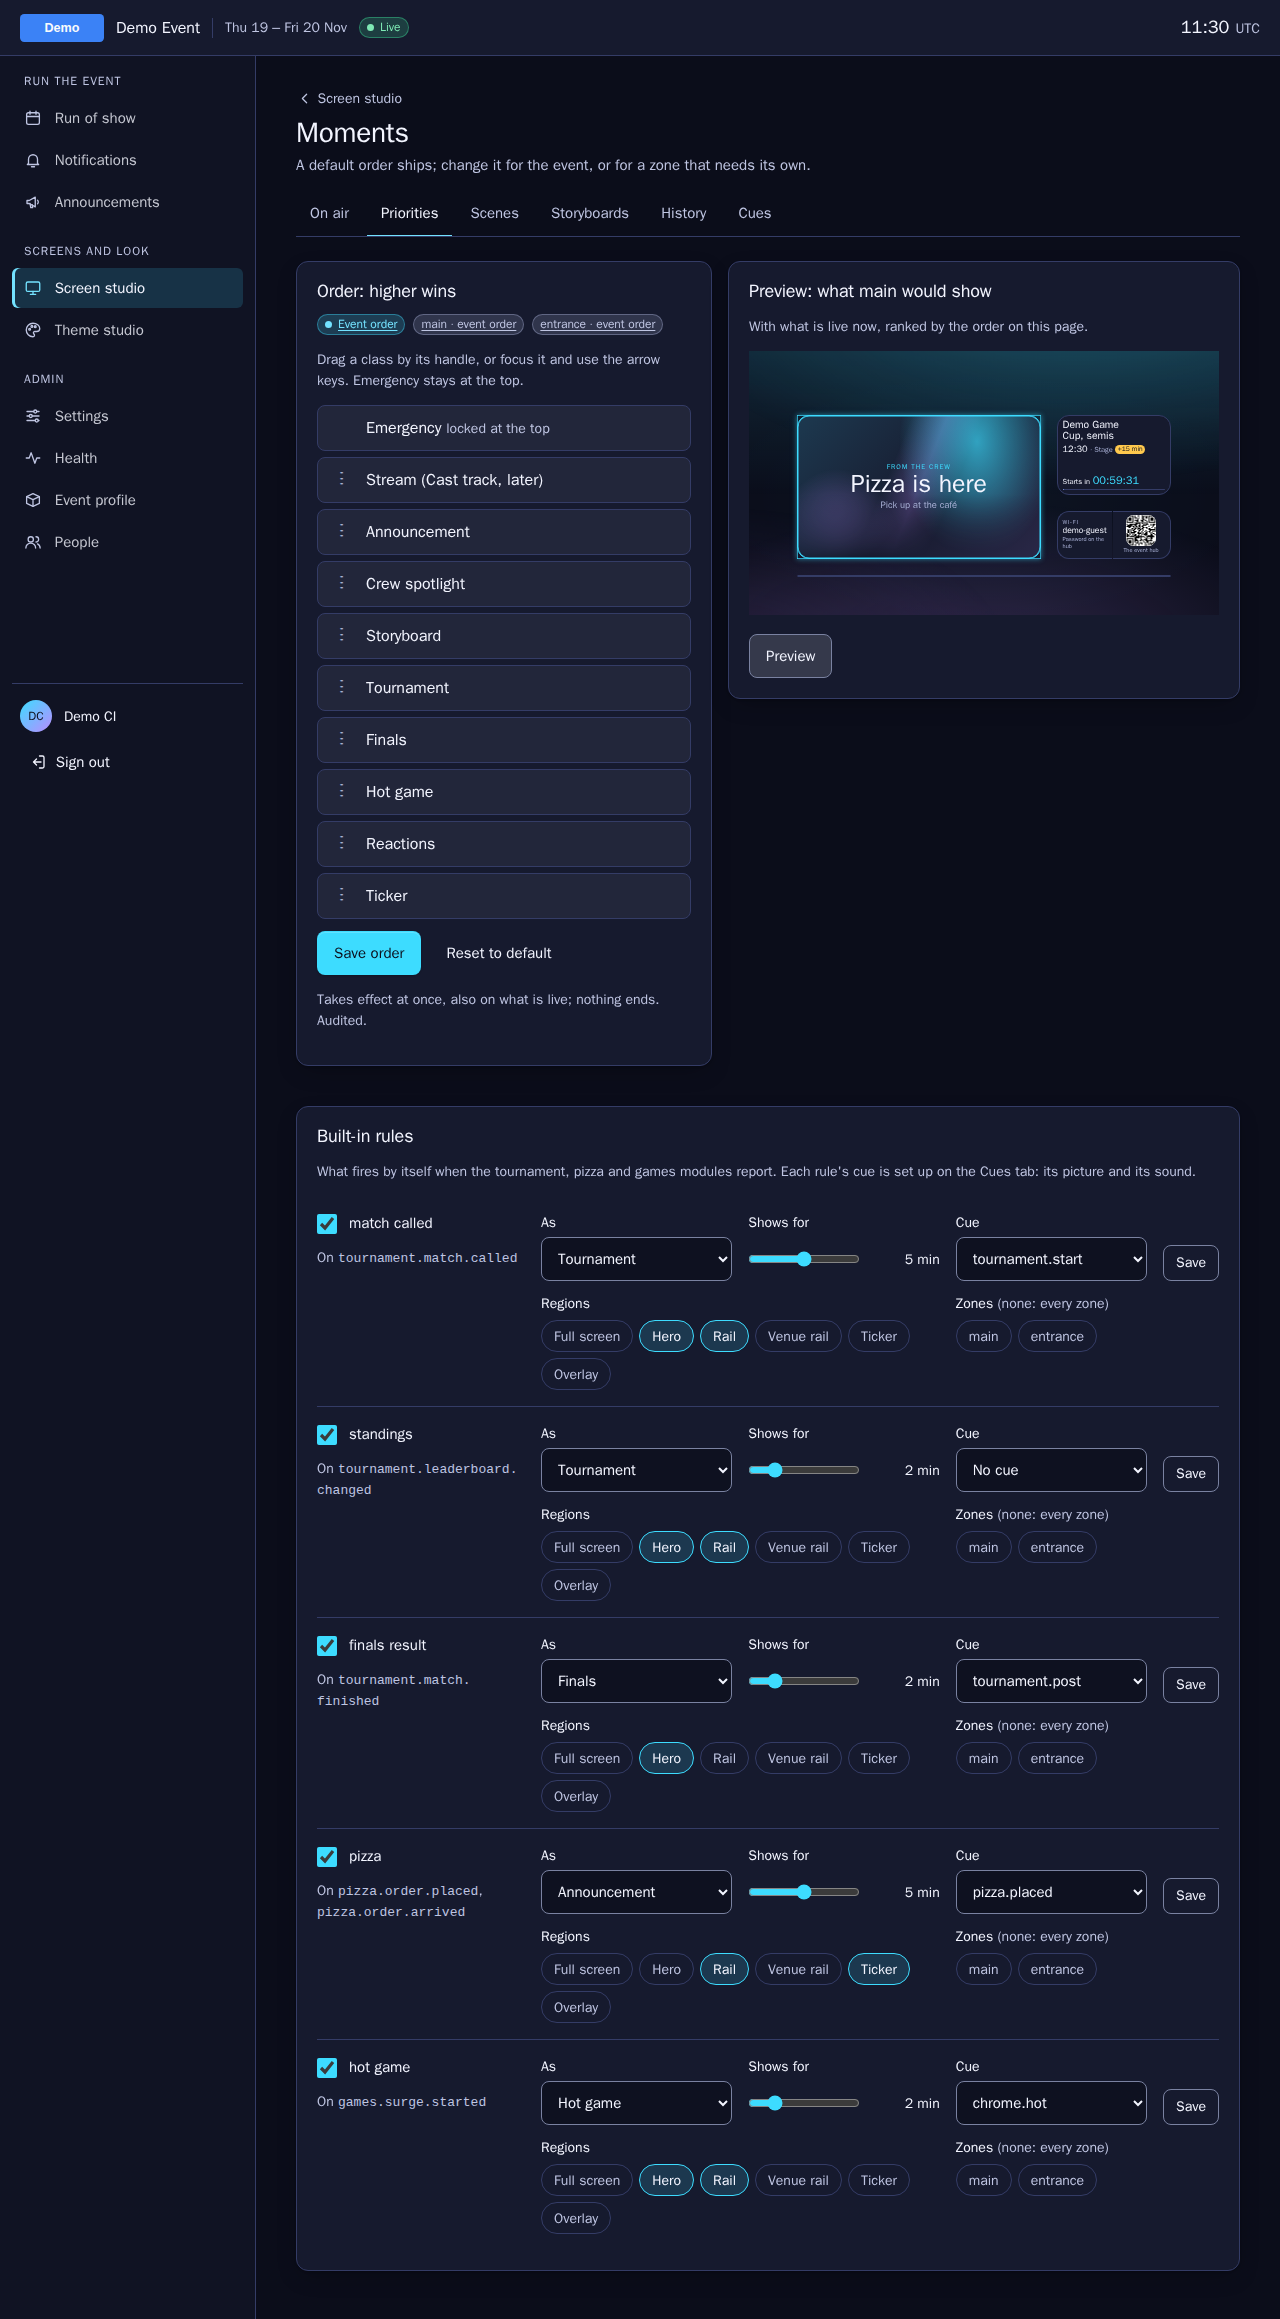 Demo
Demo Event
Thu 19 – Fri 20 Nov
Live
11:30 UTC
RUN THE EVENT
Run of show
Notifications
Announcements
SCREENS AND LOOK
Screen studio
Theme studio
ADMIN
Settings
Health
Event profile
People
DC
Demo CI
Sign out
Screen studio
Moments
A default order ships; change it for the event, or for a zone that needs its own.
On air
Priorities
Scenes
Storyboards
History
Cues
Order: higher wins
Event order
main · event order
entrance · event order
Drag a class by its handle, or focus it and use the arrow
keys. Emergency stays at the top.
Emergency locked at the top
Stream (Cast track, later)
Announcement
Crew spotlight
Storyboard
Tournament
Finals
Hot game
Reactions
Ticker
Save order
Reset to default
Takes effect at once, also on what is live; nothing ends.
Audited.
Preview: what main would show
With what is live now, ranked by the order on this page.
FROM THE CREW
Pizza is here
Pick up at the café
Demo Game
Cup, semis
12:30 · Stage +15 min
Starts in 00:59:31
WI-FI
demo-guest
Password on the
hub
The event hub
Preview
Built-in rules
What fires by itself when the tournament, pizza and games modules report. Each rule's cue is set up on the Cues tab: its picture and its sound.
match called
On tournament.match.called
As
Tournament
Shows for
5 min
Cue
tournament.start
Save
Regions
Full screen
Hero
Rail
Venue rail
Ticker
Overlay
Zones (none: every zone)
main
entrance
standings
On tournament.leaderboard.
changed
As
Tournament
Shows for
2 min
Cue
No cue
Save
Regions
Full screen
Hero
Rail
Venue rail
Ticker
Overlay
Zones (none: every zone)
main
entrance
finals result
On tournament.match.
finished
As
Finals
Shows for
2 min
Cue
tournament.post
Save
Regions
Full screen
Hero
Rail
Venue rail
Ticker
Overlay
Zones (none: every zone)
main
entrance
pizza
On pizza.order.placed,
pizza.order.arrived
As
Announcement
Shows for
5 min
Cue
pizza.placed
Save
Regions
Full screen
Hero
Rail
Venue rail
Ticker
Overlay
Zones (none: every zone)
main
entrance
hot game
On games.surge.started
As
Hot game
Shows for
2 min
Cue
chrome.hot
Save
Regions
Full screen
Hero
Rail
Venue rail
Ticker
Overlay
Zones (none: every zone)
main
entrance